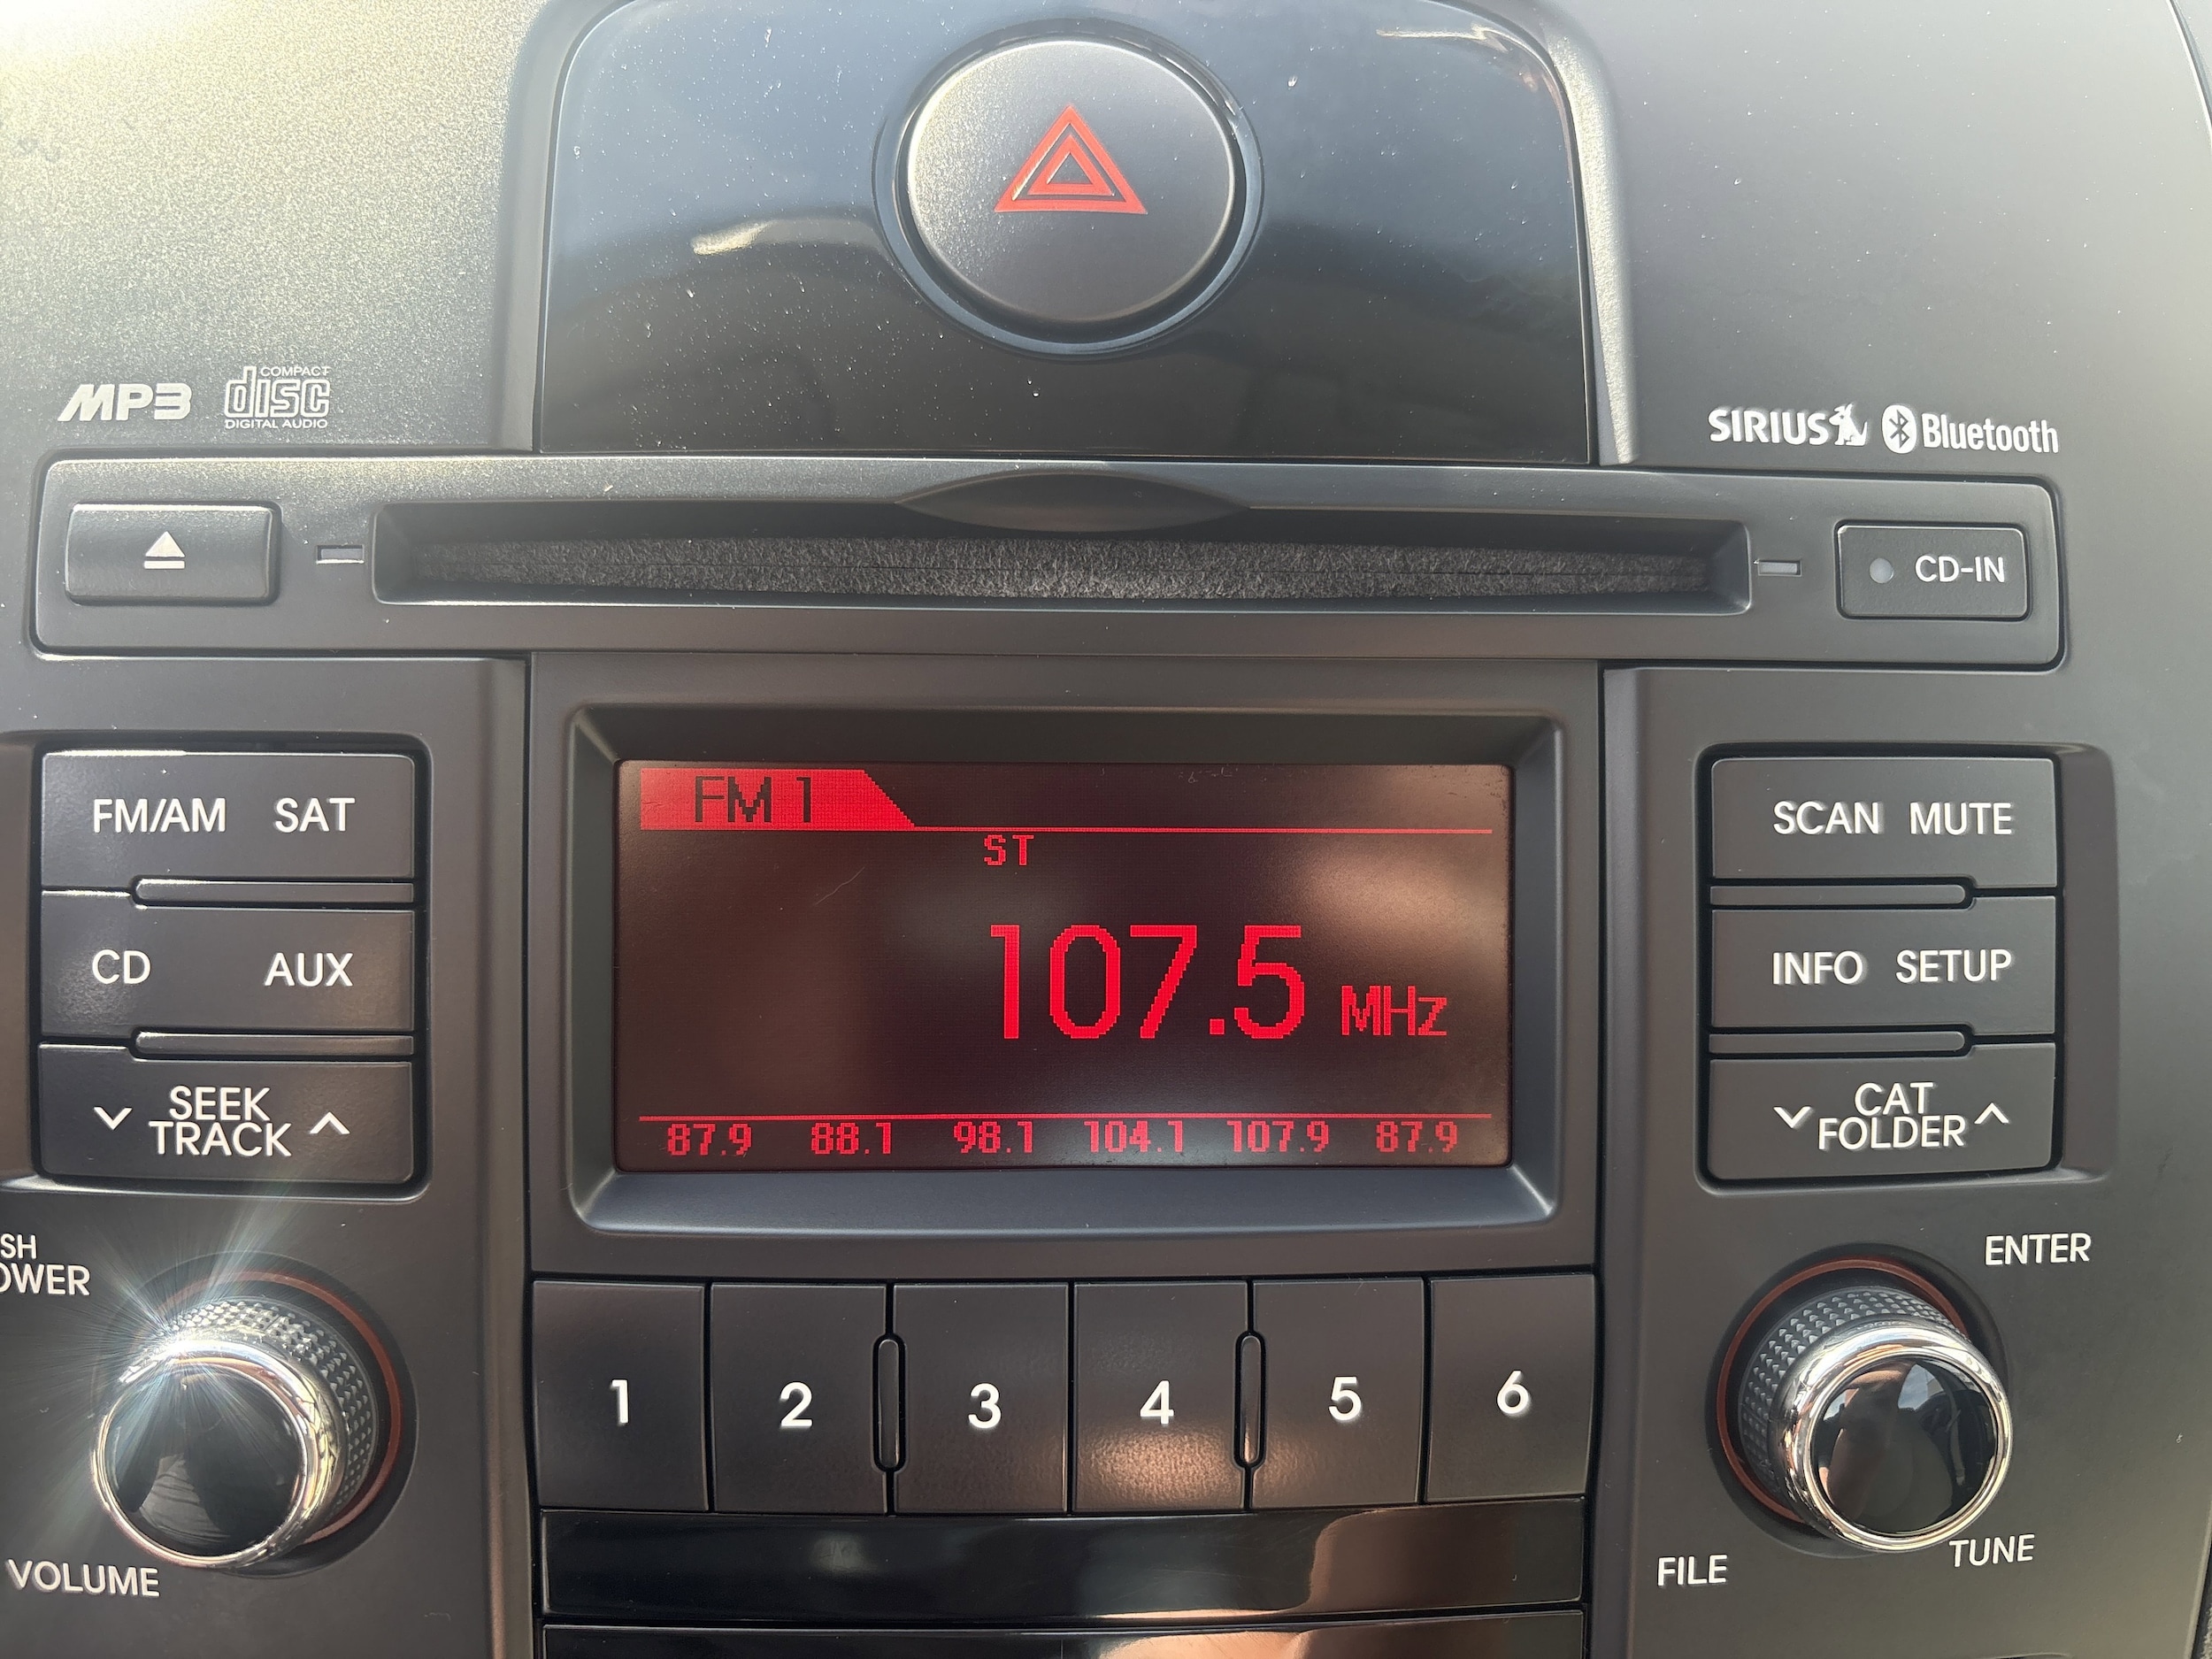 MP3
COMPACT
disc
DIGITAL AUDIO
SIRIUS Bluetooth
CD-IN
FM/AM SAT
CD AUX
SEEK
TRACK
FM 1
ST
107.5 MHz
87.9 88.1 98.1 104.1 107.9 87.9
SCAN MUTE
INFO SETUP
CAT
FOLDER
SH
OWER
VOLUME
1 2 3 4 5 6
ENTER
FILE
TUNE